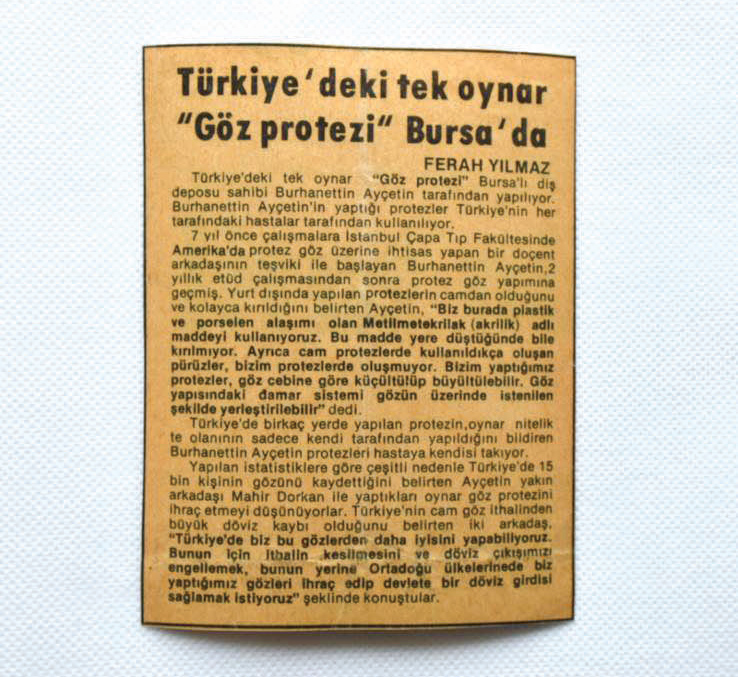 Türkiye'deki tek oynar
"Göz protezi" Bursa'da
FERAH YILMAZ
Türkiye'deki tek oynar "Göz protezi" Bursa'lı diş
deposu sahibi Burhanettin Ayçetin tarafından yapılıyor.
Burhanettin Ayçetin'in yaptığı protezler Türkiye'nin her
tarafındaki hastalar tarafından kullanılıyor.
7 yıl önce çalışmalara İstanbul Çapa Tıp Fakültesinde
Amerika'da protez göz üzerine ihtisas yapan bir doçent
arkadaşının teşviki ile başlayan Burhanettin Ayçetin,2
yıllık etüd çalışmasından sonra protez göz yapımına
geçmiş. Yurt dışında yapılan protezlerin camdan olduğunu
ve kolayca kırıldığını belirten Ayçetin, "Biz burada plastik
ve porselen alaşımı olan Metilmetekrilak (akrilik) adlı
maddeyi kullanıyoruz. Bu madde yere düştüğünde bile
kırılmıyor. Ayrıca cam protezlerde kullanıldıkça oluşan
pürüzler, bizim protezlerde oluşmuyor. Bizim yaptığımız
protezler, göz cebine göre küçültülüp büyültülebilir. Göz
yapısındaki damar sistemi gözün üzerinde istenilen
şekilde yerleştirilebilir" dedi.
Türkiye'de birkaç yerde yapılan protezin,oynar nitelik
te olanının sadece kendi tarafından yapıldığını bildiren
Burhanettin Ayçetin protezleri hastaya kendisi takıyor.
Yapılan istatistiklere göre çeşitli nedenle Türkiye'de 15
bin kişinin gözünü kaydettiğini belirten Ayçetin yakın
arkadaşı Mahir Dorkan ile yaptıkları oynar göz protezini
ihraç etmeyi düşünüyorlar. Türkiye'nin cam göz ithalinden
büyük döviz kaybı olduğunu belirten iki arkadaş,
"Türkiye'de biz bu gözlerden daha iyisini yapabiliyoruz.
Bunun için ithalin kesilmesini ve döviz çıkışımızı
engellemek, bunun yerine Ortadoğu ülkelerinede biz
yaptığımız gözleri ihraç edip devlete bir döviz girdisi
sağlamak istiyoruz" şeklinde konuştular.